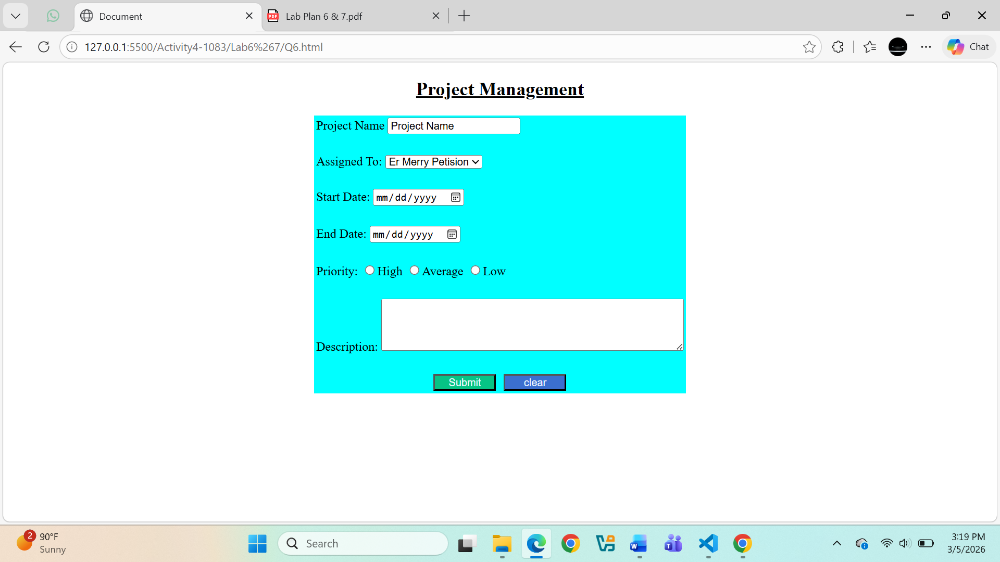 Document
Lab Plan 6 & 7.pdf
127.0.0.1:5500/Activity4-1083/Lab6%267/Q6.html
Chat
Project Management
Project Name Project Name
Assigned To: Er Merry Petision
Start Date: mm/dd/yyyy
End Date: mm/dd/yyyy
Priority: High Average Low
Description:
Submit clear
2
90°F
Sunny
Search
3:19 PM
3/5/2026